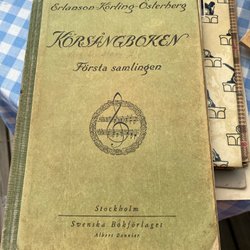 Erlanson-Körling-Österberg
KÖRSÅNGBOKEN
Första samlingen
Stockholm
Svenska Bokförlaget
Albert Bonnier